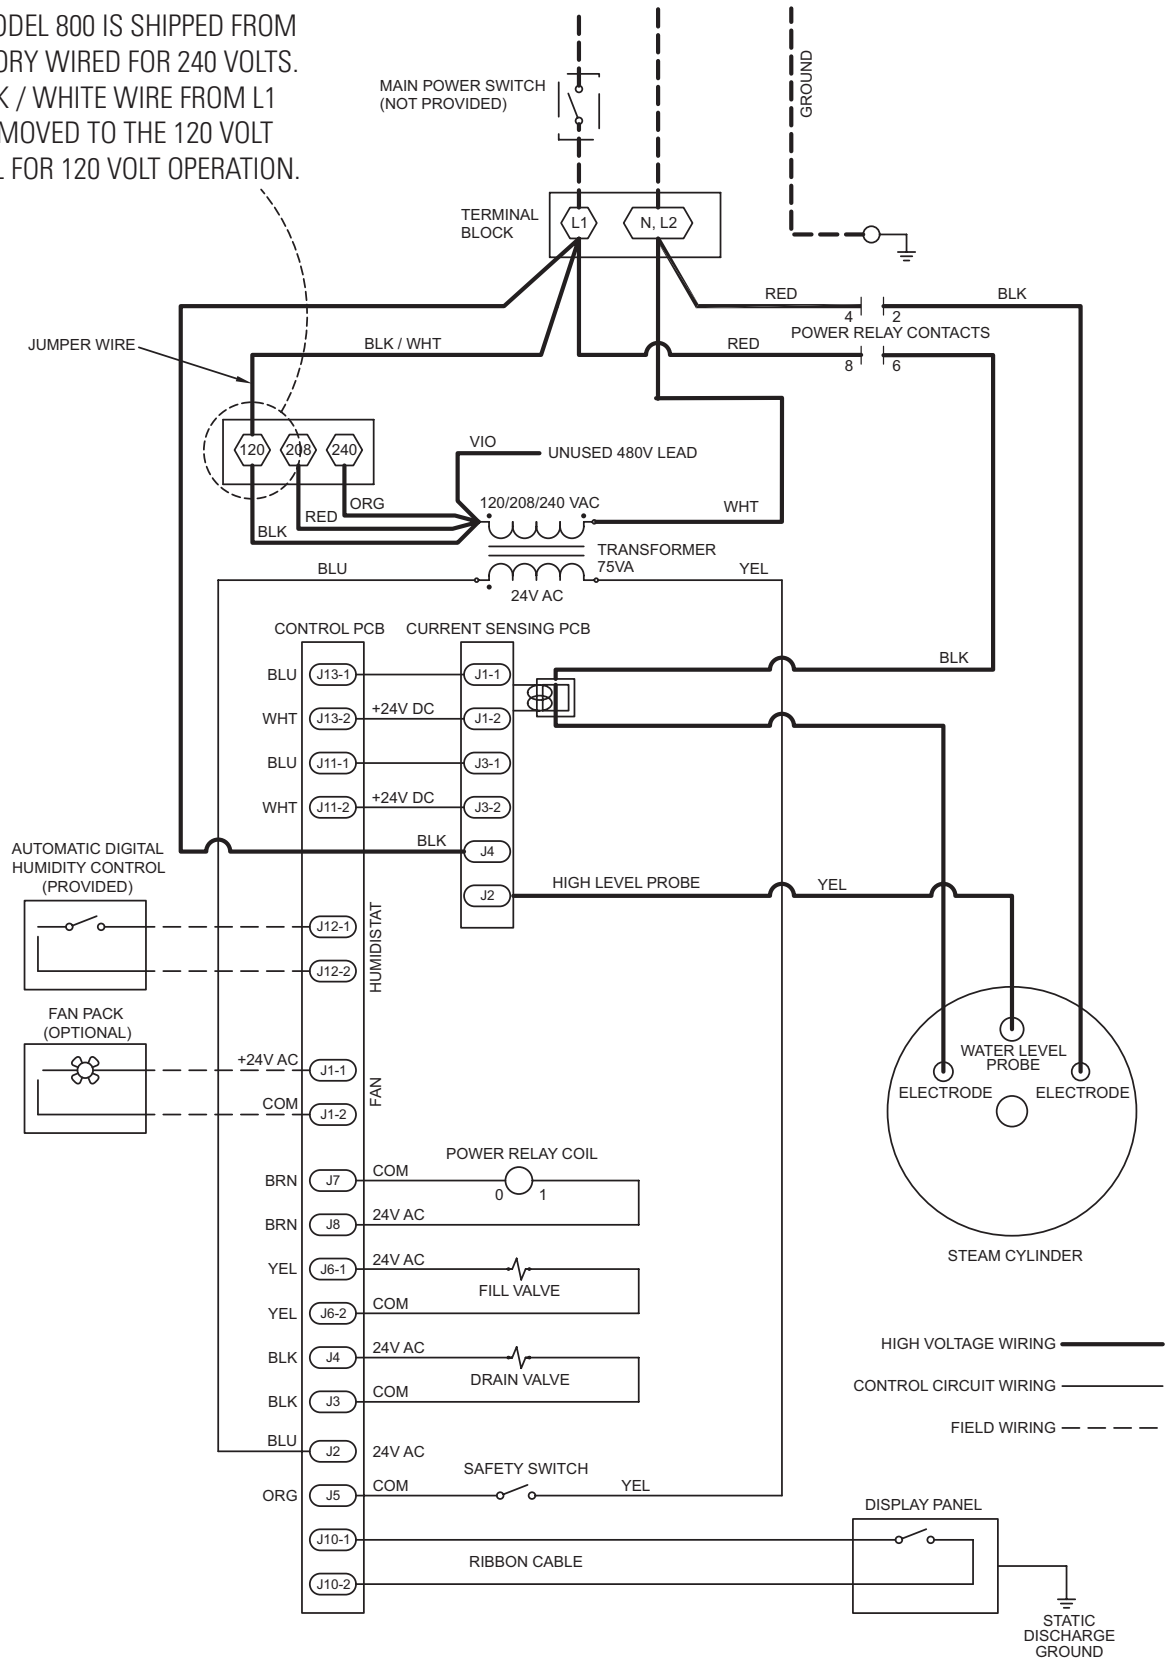 ODEL 800 IS SHIPPED FROM
ORY WIRED FOR 240 VOLTS.
K / WHITE WIRE FROM L1
MOVED TO THE 120 VOLT
L FOR 120 VOLT OPERATION.
MAIN POWER SWITCH
(NOT PROVIDED)
GROUND
TERMINAL
BLOCK
L1
N, L2
RED
BLK
4
2
POWER RELAY CONTACTS
JUMPER WIRE
BLK / WHT
RED
8
6
120
208
240
VIO
UNUSED 480V LEAD
ORG
RED
BLK
120/208/240 VAC
WHT
TRANSFORMER
75VA
BLU
YEL
24V AC
CONTROL PCB
CURRENT SENSING PCB
BLK
BLU
J13-1
J1-1
WHT
J13-2
+24V DC
J1-2
BLU
J11-1
J3-1
WHT
J11-2
+24V DC
J3-2
BLK
J4
AUTOMATIC DIGITAL
HUMIDITY CONTROL
(PROVIDED)
J2
HIGH LEVEL PROBE
YEL
J12-1
J12-2
HUMIDISTAT
FAN PACK
(OPTIONAL)
+24V AC
J1-1
COM
J1-2
FAN
WATER LEVEL
PROBE
ELECTRODE
ELECTRODE
STEAM CYLINDER
POWER RELAY COIL
BRN
J7
COM
0
1
BRN
J8
24V AC
YEL
J6-1
24V AC
FILL VALVE
YEL
J6-2
COM
BLK
J4
24V AC
DRAIN VALVE
BLK
J3
COM
BLU
J2
24V AC
ORG
J5
COM
SAFETY SWITCH
YEL
HIGH VOLTAGE WIRING
CONTROL CIRCUIT WIRING
FIELD WIRING
DISPLAY PANEL
J10-1
RIBBON CABLE
J10-2
STATIC
DISCHARGE
GROUND